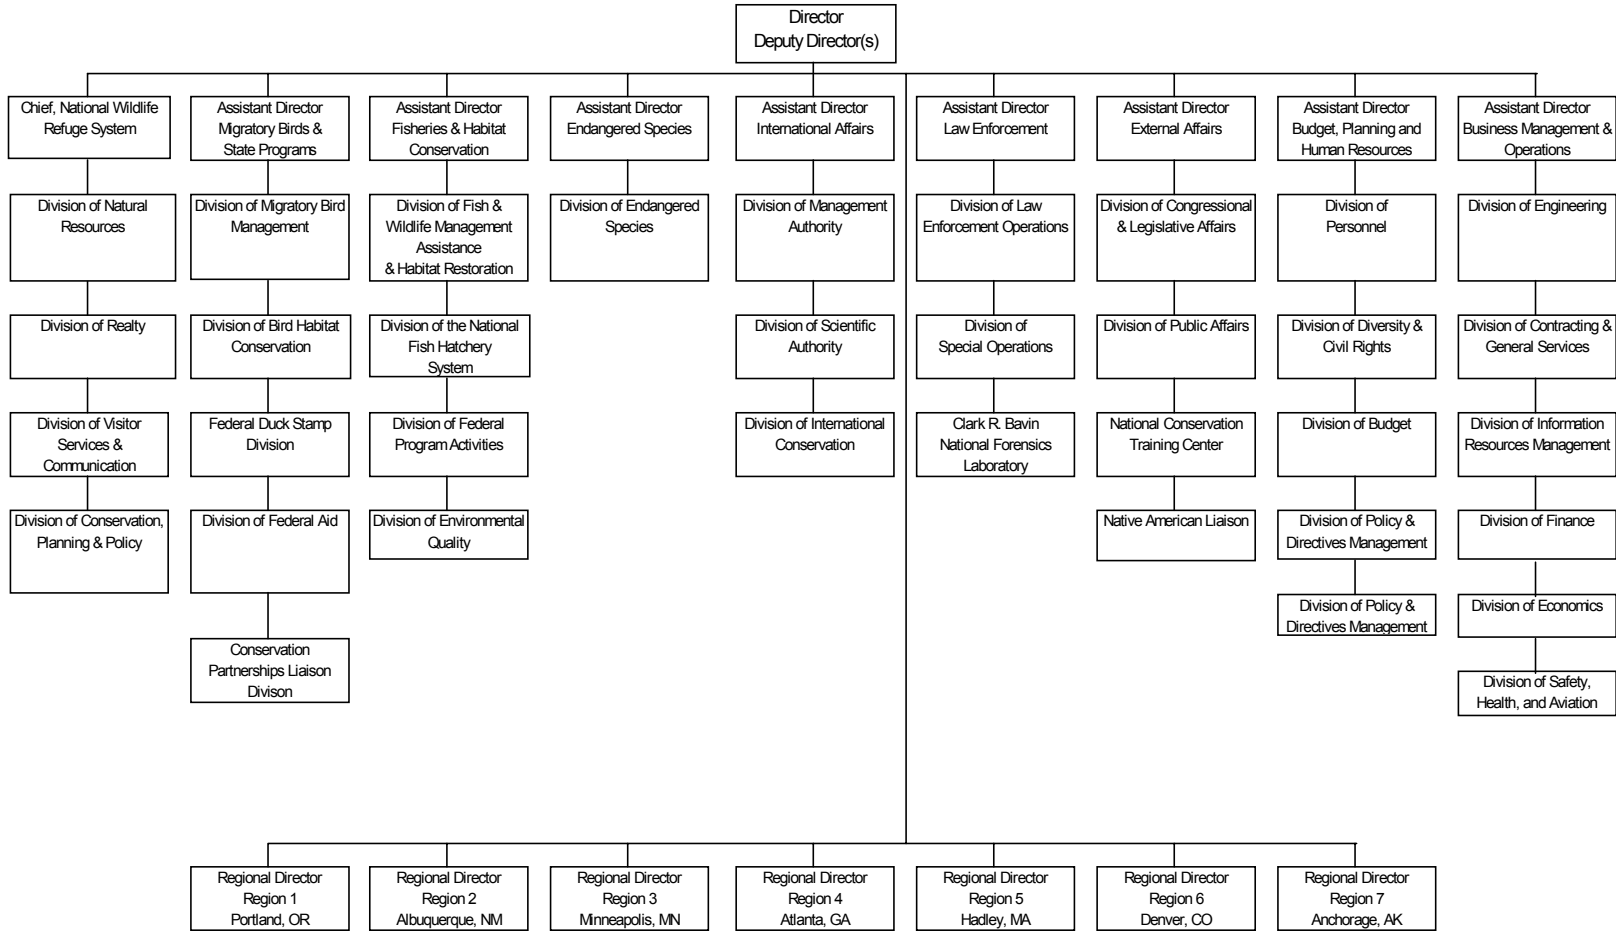 Director
Deputy Director(s)
Chief, National Wildlife
Refuge System
Assistant Director
Migratory Birds &
State Programs
Assistant Director
Fisheries & Habitat
Conservation
Assistant Director
Endangered Species
Assistant Director
International Affairs
Assistant Director
Law Enforcement
Assistant Director
External Affairs
Assistant Director
Budget, Planning and
Human Resources
Assistant Director
Business Management &
Operations
Division of Natural
Resources
Division of Migratory Bird
Management
Division of Fish &
Wildlife Management
Assistance
& Habitat Restoration
Division of Endangered
Species
Division of Management
Authority
Division of Law
Enforcement Operations
Division of Congressional
& Legislative Affairs
Division of
Personnel
Division of Engineering
Division of Realty
Division of Bird Habitat
Conservation
Division of the National
Fish Hatchery
System
Division of Scientific
Authority
Division of
Special Operations
Division of Public Affairs
Division of Diversity &
Civil Rights
Division of Contracting &
General Services
Division of Visitor
Services &
Communication
Federal Duck Stamp
Division
Division of Federal
Program Activities
Division of International
Conservation
Clark R. Bavin
National Forensics
Laboratory
National Conservation
Training Center
Division of Budget
Division of Information
Resources Management
Division of Conservation,
Planning & Policy
Division of Federal Aid
Division of Environmental
Quality
Native American Liaison
Division of Policy &
Directives Management
Division of Finance
Division of Policy &
Directives Management
Division of Economics
Conservation
Partnerships Liaison
Divison
Division of Safety,
Health, and Aviation
Regional Director
Region 1
Portland, OR
Regional Director
Region 2
Albuquerque, NM
Regional Director
Region 3
Minneapolis, MN
Regional Director
Region 4
Atlanta, GA
Regional Director
Region 5
Hadley, MA
Regional Director
Region 6
Denver, CO
Regional Director
Region 7
Anchorage, AK